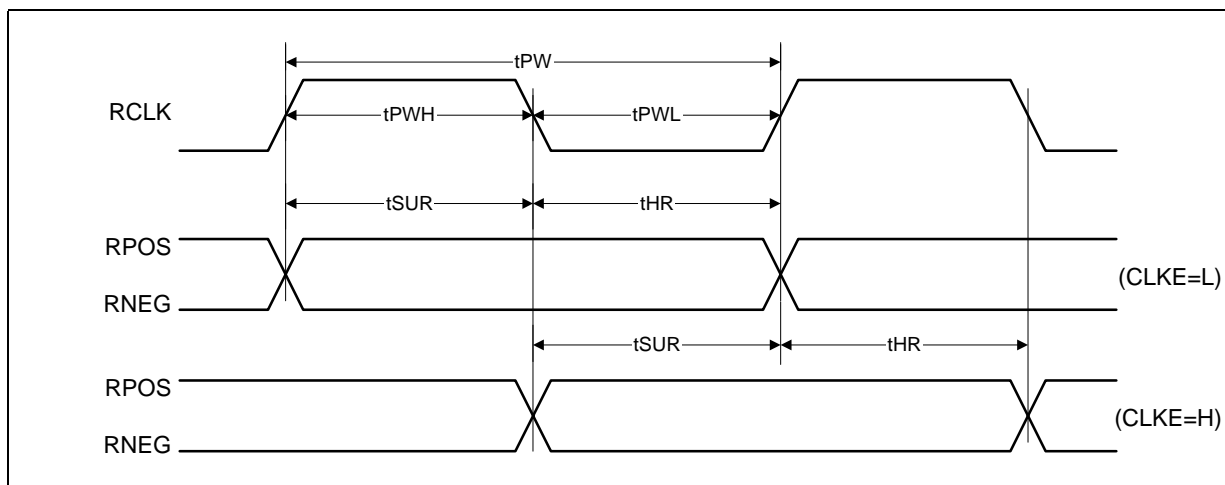 tPW
RCLK
tPWH
tPWL
tSUR
tHR
RPOS
RNEG
(CLKE=L)
tSUR
tHR
RPOS
RNEG
(CLKE=H)